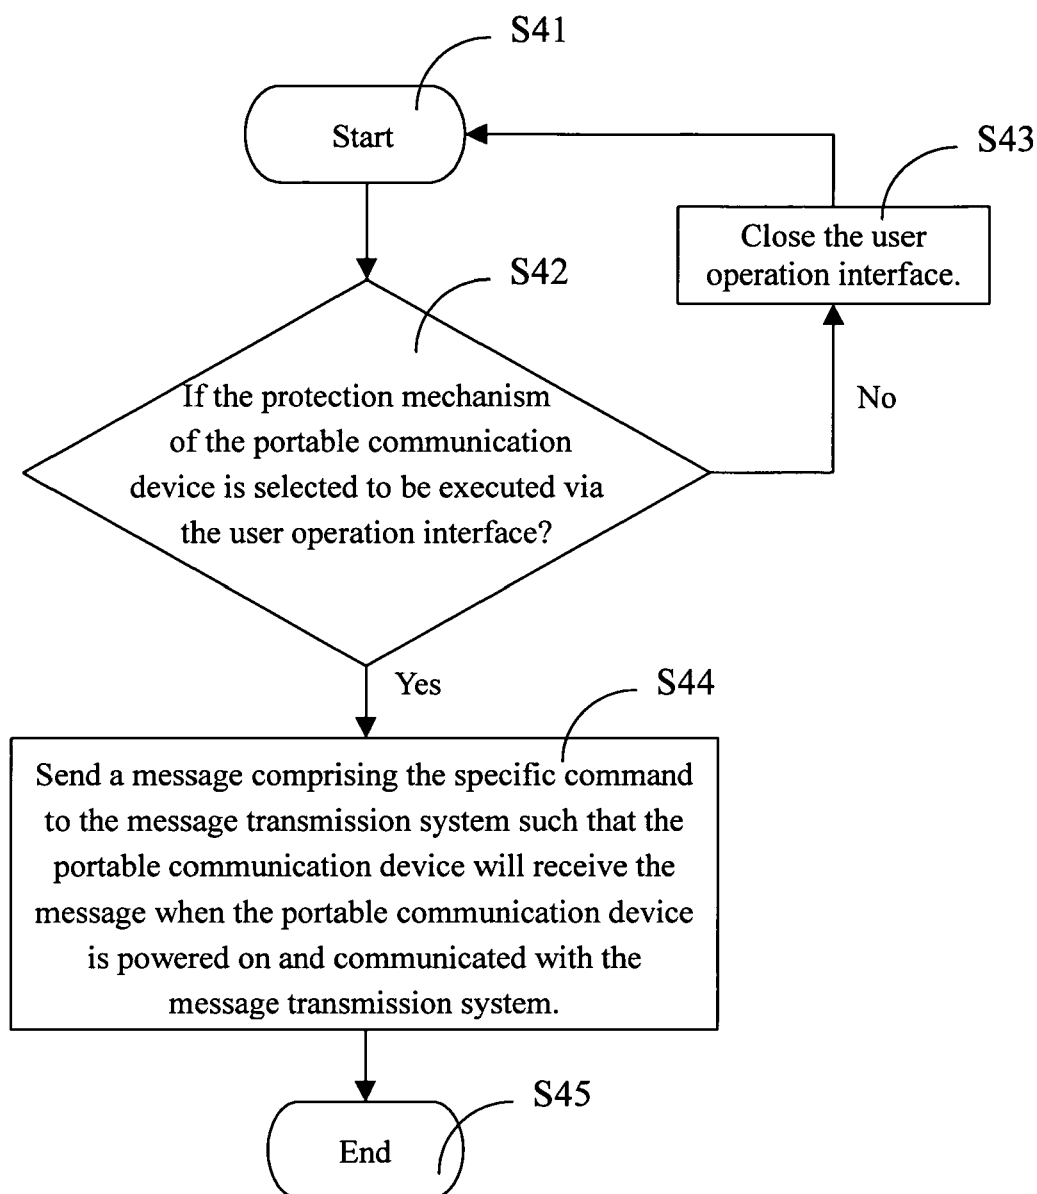 S41
Start
S43
Close the user
operation interface.
S42
If the protection mechanism
of the portable communication
device is selected to be executed via
the user operation interface?
No
Yes
S44
Send a message comprising the specific command
to the message transmission system such that the
portable communication device will receive the
message when the portable communication device
is powered on and communicated with the
message transmission system.
S45
End